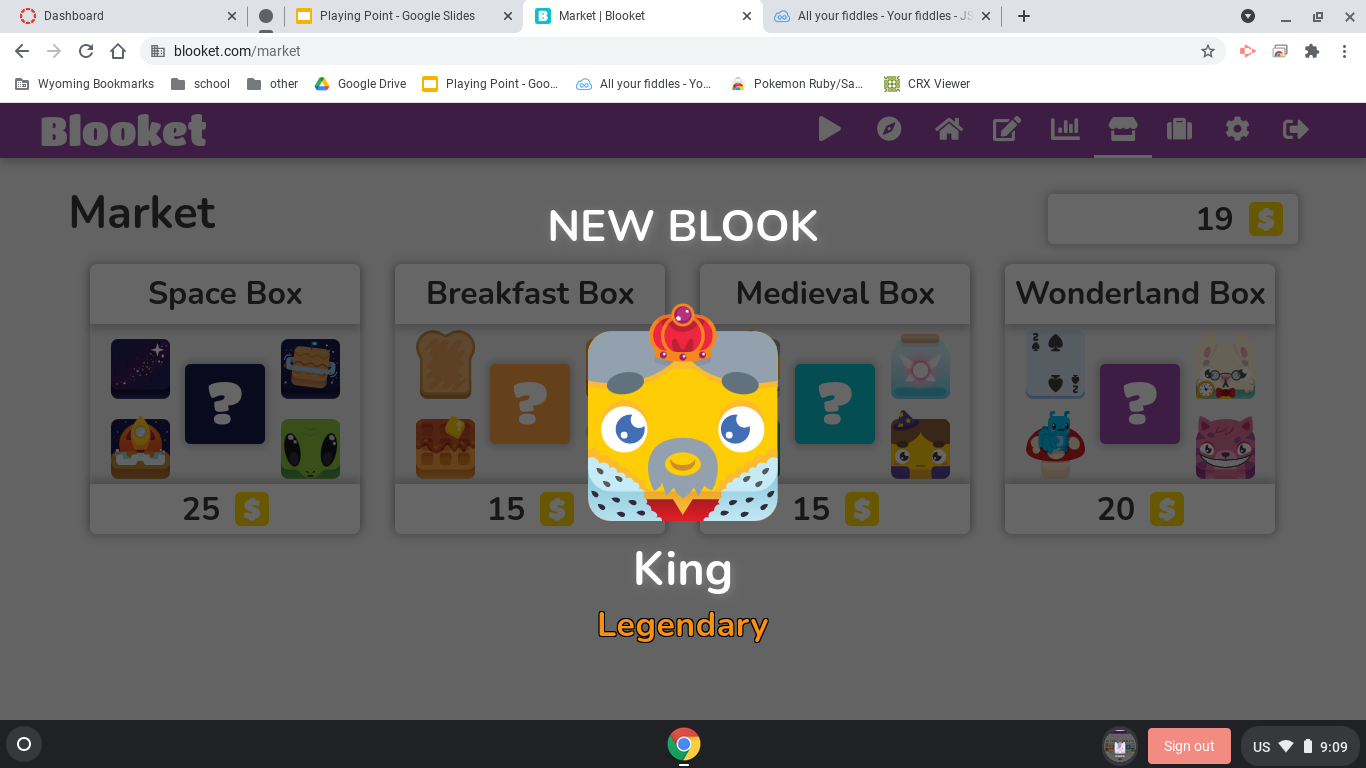 Dashboard
Playing Point - Google Slides
Market | Blooket
All your fiddles - Your fiddles - JS
blooket.com/market
Wyoming Bookmarks
school
other
Google Drive
Playing Point - Goo...
All your fiddles - Yo...
Pokemon Ruby/Sa...
CRX Viewer
Blooket
Market
NEW BLOOK
19 $
Space Box
Breakfast Box
Medieval Box
Wonderland Box
?
?
?
?
2
2
25 $
15 $
15 $
20 $
King
Legendary
Sign out
US
9:09